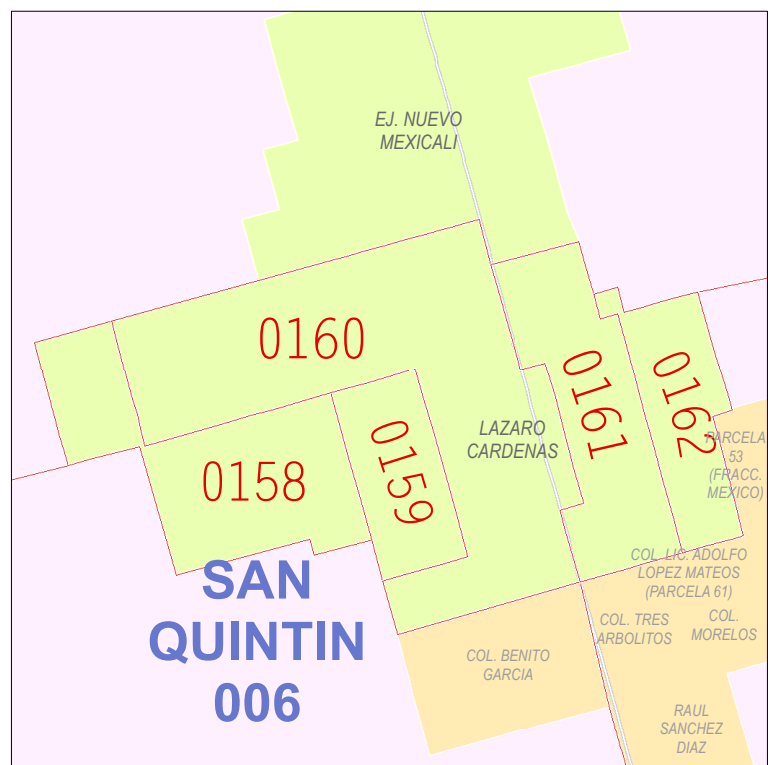 EJ. NUEVO
MEXICALI
0160
0161
0162
LAZARO
CARDENAS
0158
0159
PARCELA
53
(FRACC.
MEXICO)
SAN
QUINTIN
006
COL. LIC. ADOLFO
LOPEZ MATEOS
(PARCELA 61)
COL. TRES
ARBOLITOS
COL.
MORELOS
COL. BENITO
GARCIA
RAUL
SANCHEZ
DIAZ